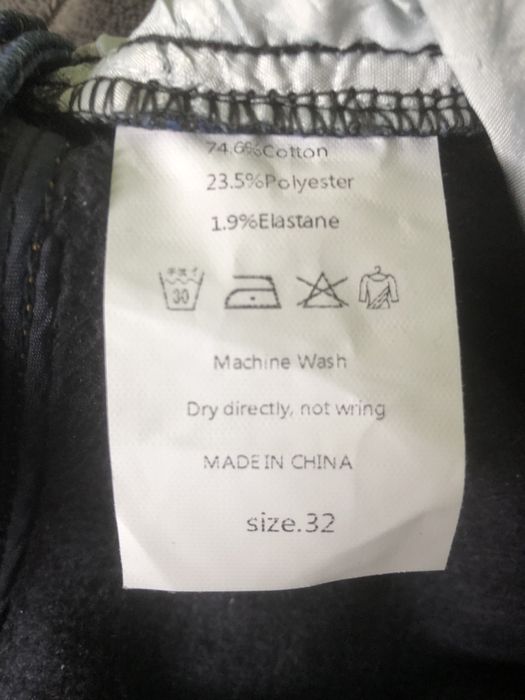 74.6%Cotton
23.5%Polyester
1.9%Elastane
30
Machine Wash
Dry directly, not wring
MADE IN CHINA
size.32